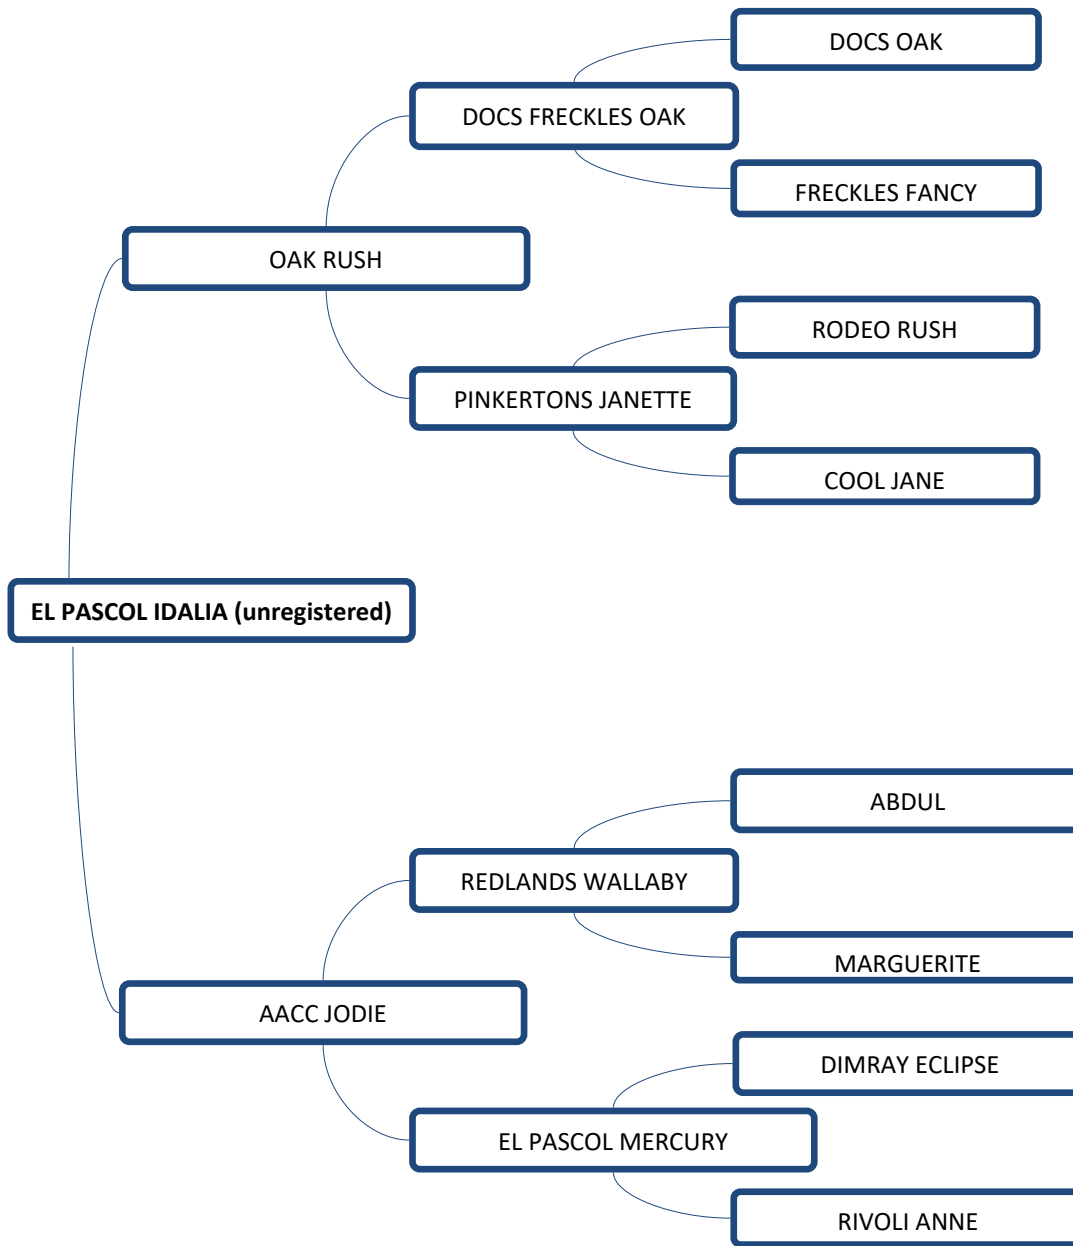 DOCS OAK
DOCS FRECKLES OAK
FRECKLES FANCY
OAK RUSH
RODEO RUSH
PINKERTONS JANETTE
COOL JANE
EL PASCOL IDALIA (unregistered)
ABDUL
REDLANDS WALLABY
MARGUERITE
AACC JODIE
DIMRAY ECLIPSE
EL PASCOL MERCURY
RIVOLI ANNE